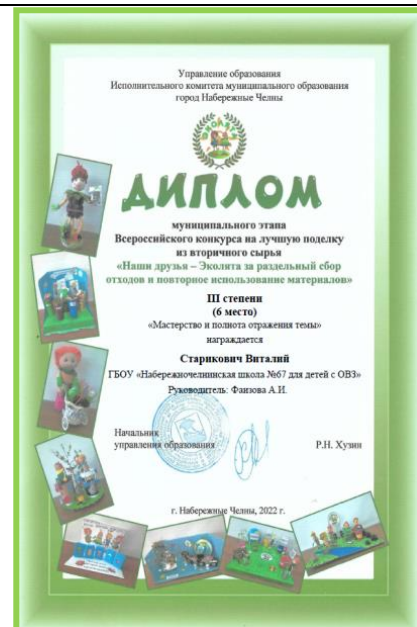 Управление образования
Исполнительного комитета муниципального образования
город Набережные Челны
ЭКОЛЯТА
ДИПЛОМ
муниципального этапа
Всероссийского конкурса на лучшую поделку
из вторичного сырья
«Наши друзья – Эколята за раздельный сбор
отходов и повторное использование материалов»
III степени
(6 место)
«Мастерство и полнота отражения темы»
награждается
Старикович Виталий
ГБОУ «Набережночелнинская школа №67 для детей с ОВЗ»
Руководитель: Фаизова А.И.
Начальник
управления образования
Р.Н. Хузин
г. Набережные Челны, 2022 г.